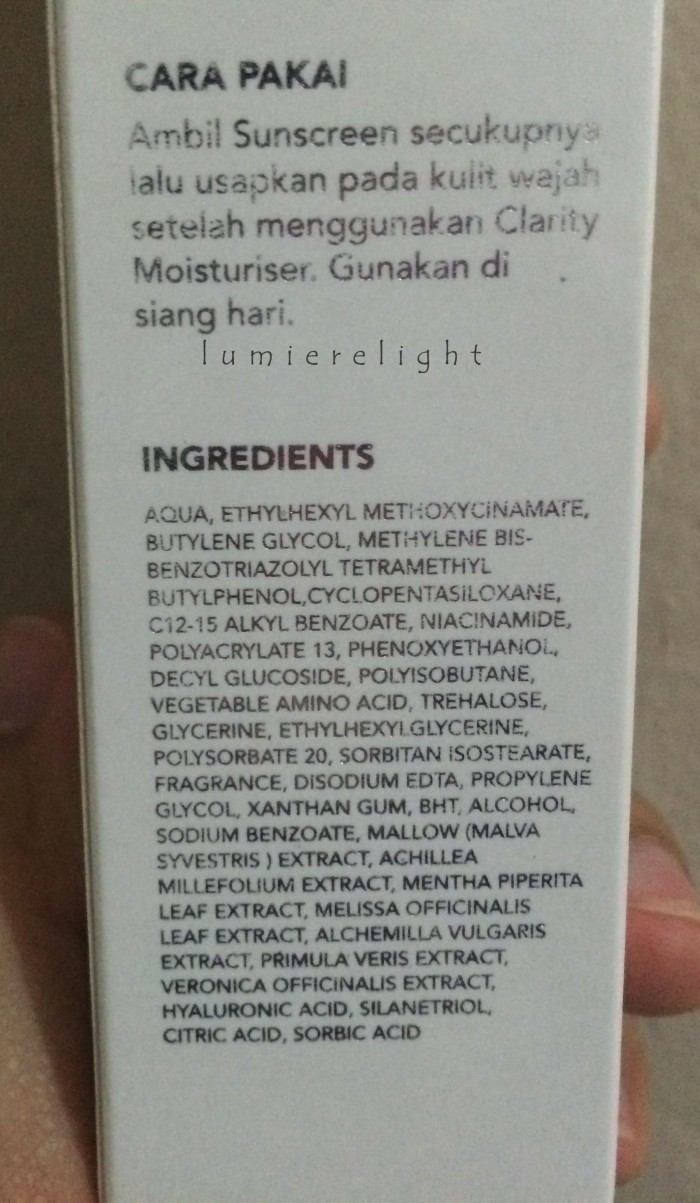 CARA PAKAI
Ambil Sunscreen secukupnya
lalu usapkan pada kulit wajah
setelah menggunakan Clarity
Moisturiser. Gunakan di
siang hari.
lumierelight
INGREDIENTS
AQUA, ETHYLHEXYL METHOXYCINAMATE,
BUTYLENE GLYCOL, METHYLENE BIS-
BENZOTRIAZOLYL TETRAMETHYL
BUTYLPHENOL,CYCLOPENTASILOXANE,
C12-15 ALKYL BENZOATE, NIACINAMIDE,
POLYACRYLATE 13, PHENOXYETHANOL,
DECYL GLUCOSIDE, POLYISOBUTANE,
VEGETABLE AMINO ACID, TREHALOSE,
GLYCERINE, ETHYLHEXYLGLYCERINE,
POLYSORBATE 20, SORBITAN ISOSTEARATE,
FRAGRANCE, DISODIUM EDTA, PROPYLENE
GLYCOL, XANTHAN GUM, BHT, ALCOHOL,
SODIUM BENZOATE, MALLOW (MALVA
SYVESTRIS ) EXTRACT, ACHILLEA
MILLEFOLIUM EXTRACT, MENTHA PIPERITA
LEAF EXTRACT, MELISSA OFFICINALIS
LEAF EXTRACT, ALCHEMILLA VULGARIS
EXTRACT, PRIMULA VERIS EXTRACT,
VERONICA OFFICINALIS EXTRACT,
HYALURONIC ACID, SILANETRIOL,
CITRIC ACID, SORBIC ACID